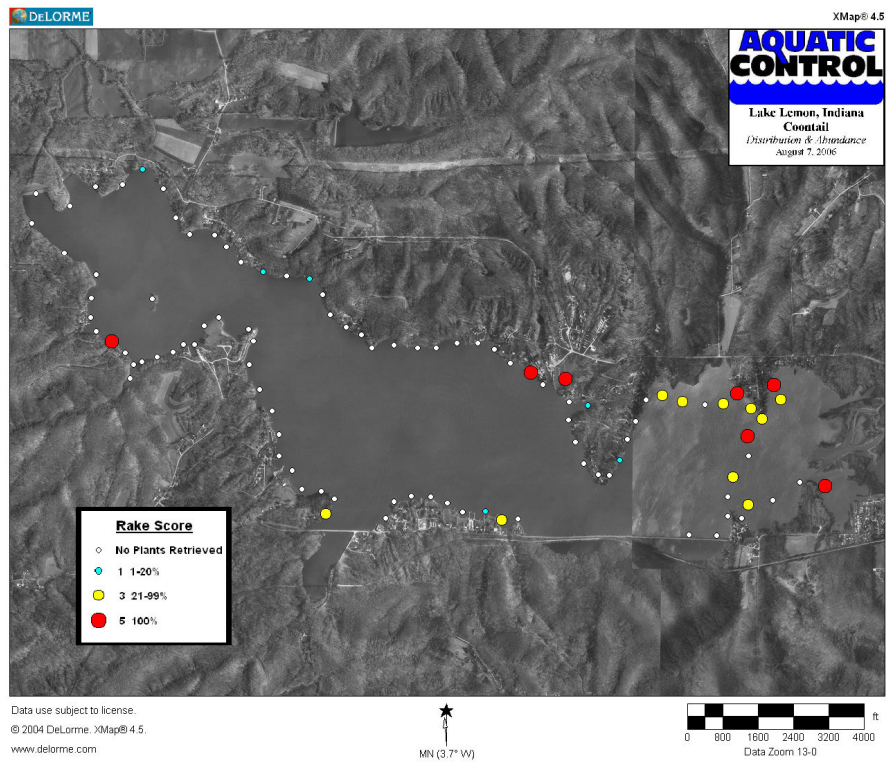 DELORME
XMap® 4.5
AQUATIC
CONTROL
Lake Lemon, Indiana
Coontail
Distribution & Abundance
August 7, 2006
Rake Score
No Plants Retrieved
1 1-20%
3 21-99%
5 100%
Data use subject to license.
© 2004 DeLorme. XMap® 4.5.
www.delorme.com
MN (3.7° W)
ft
0 800 1600 2400 3200 4000
Data Zoom 13-0